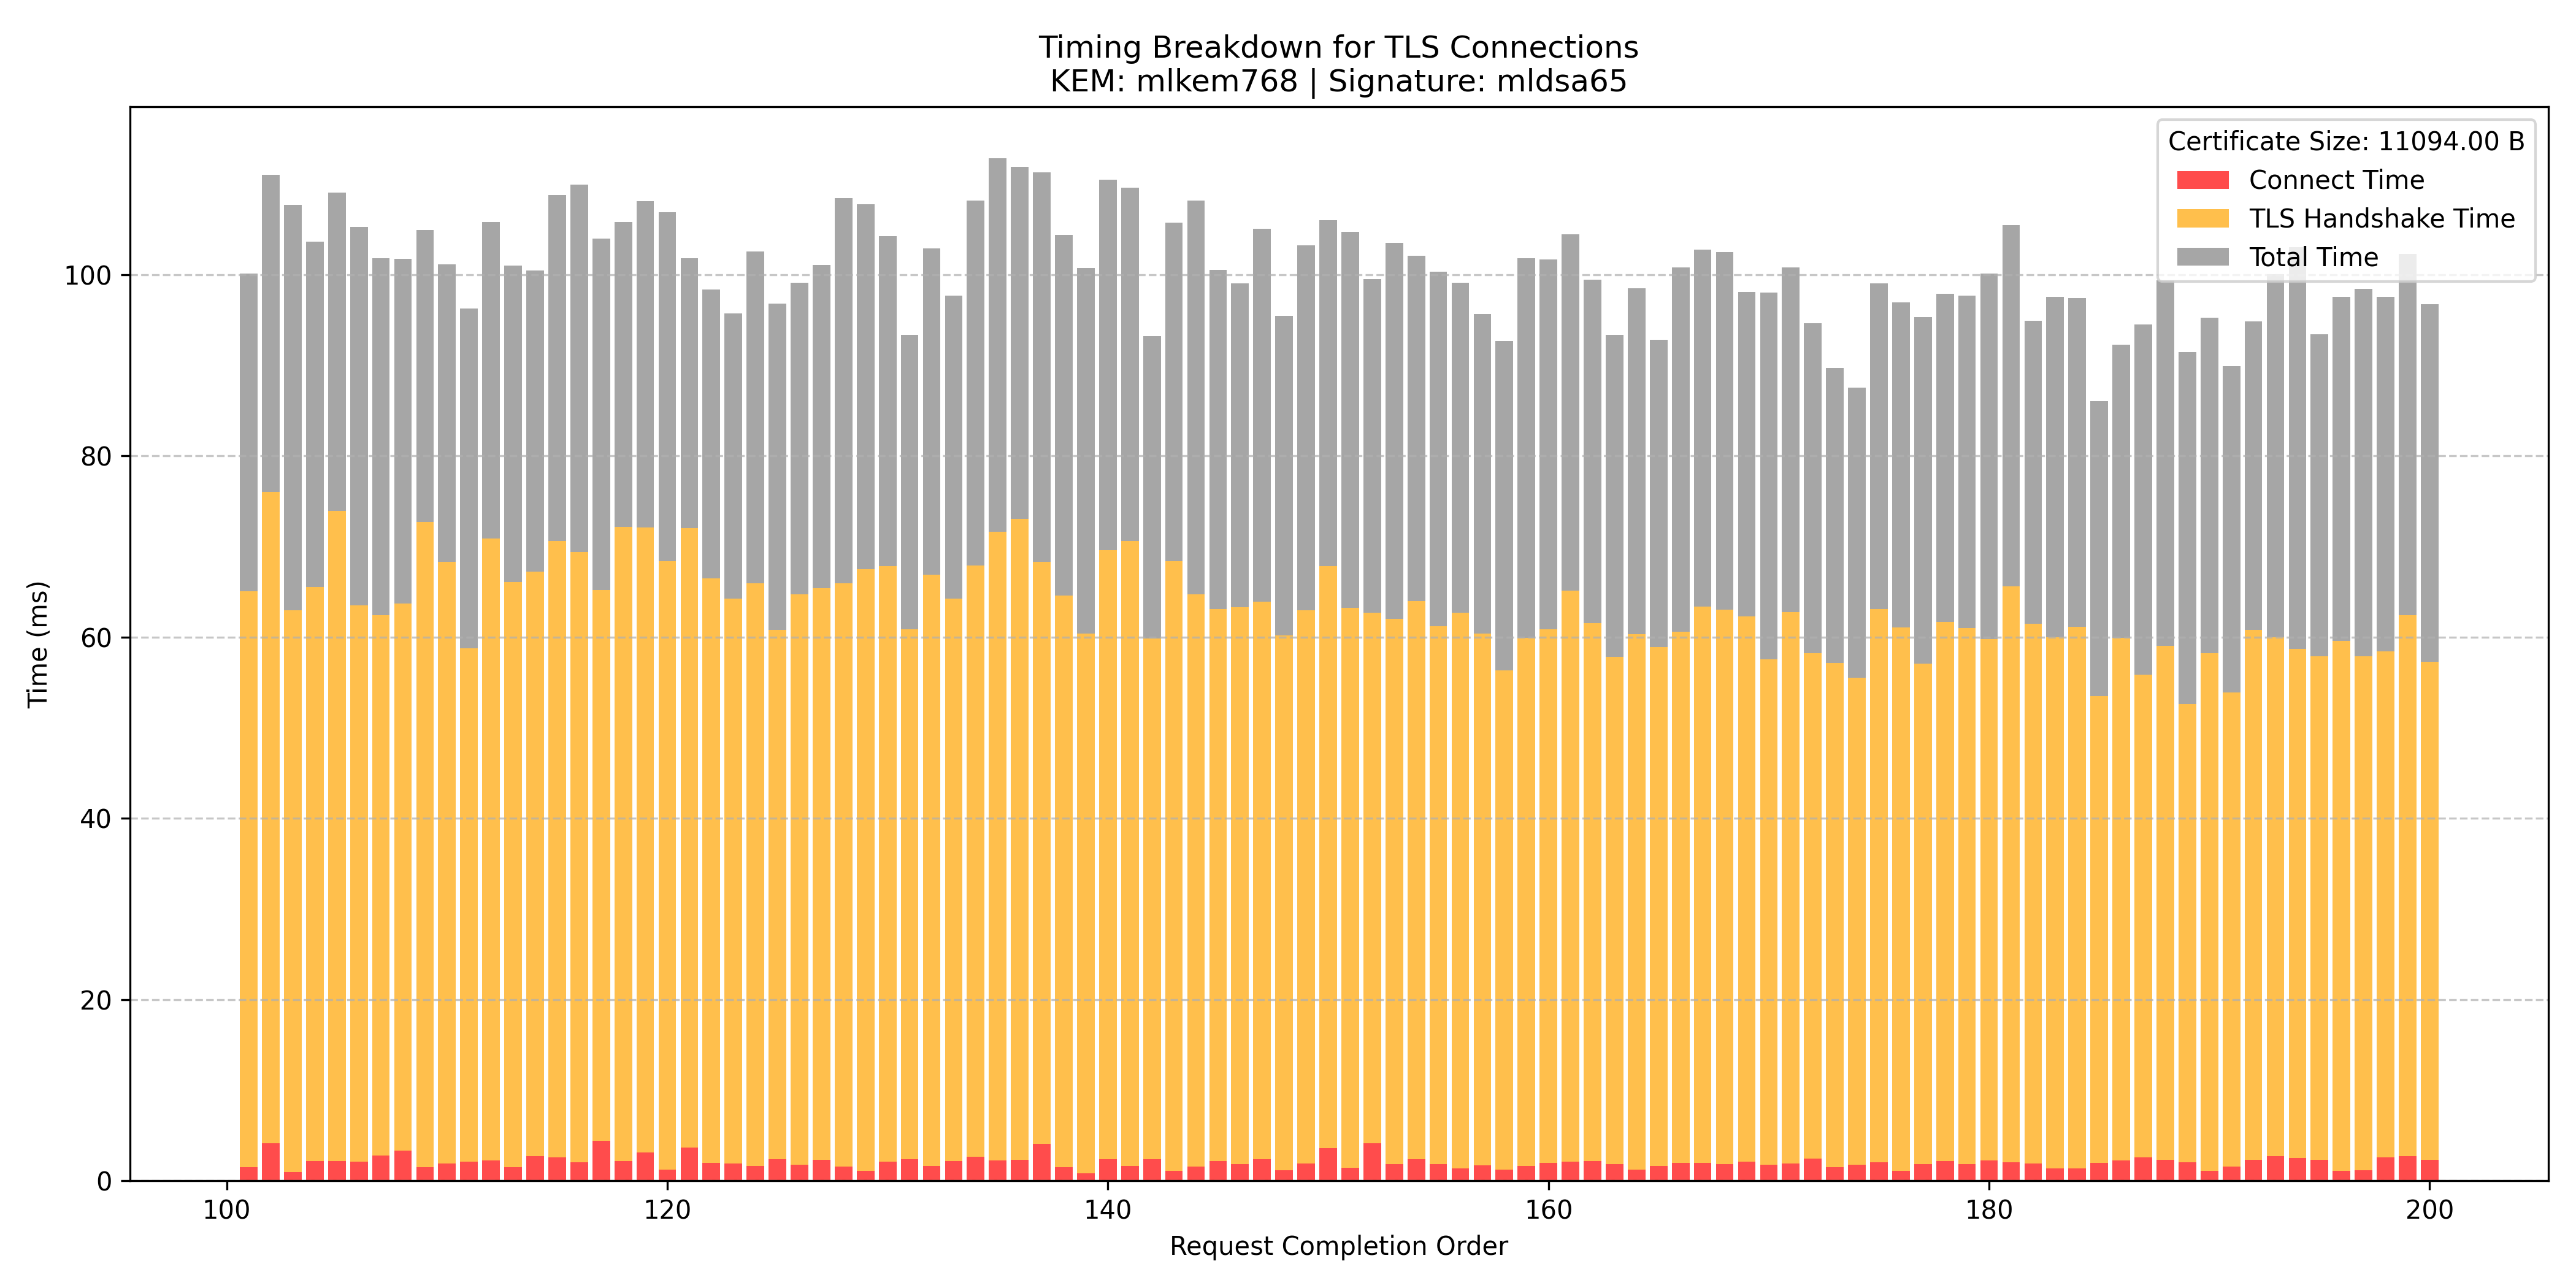 Timing Breakdown for TLS Connections
KEM: mlkem768 | Signature: mldsa65
Certificate Size: 11094.00 B
Connect Time
TLS Handshake Time
Total Time
Time (ms)
100
80
60
40
20
0
100 120 140 160 180 200
Request Completion Order